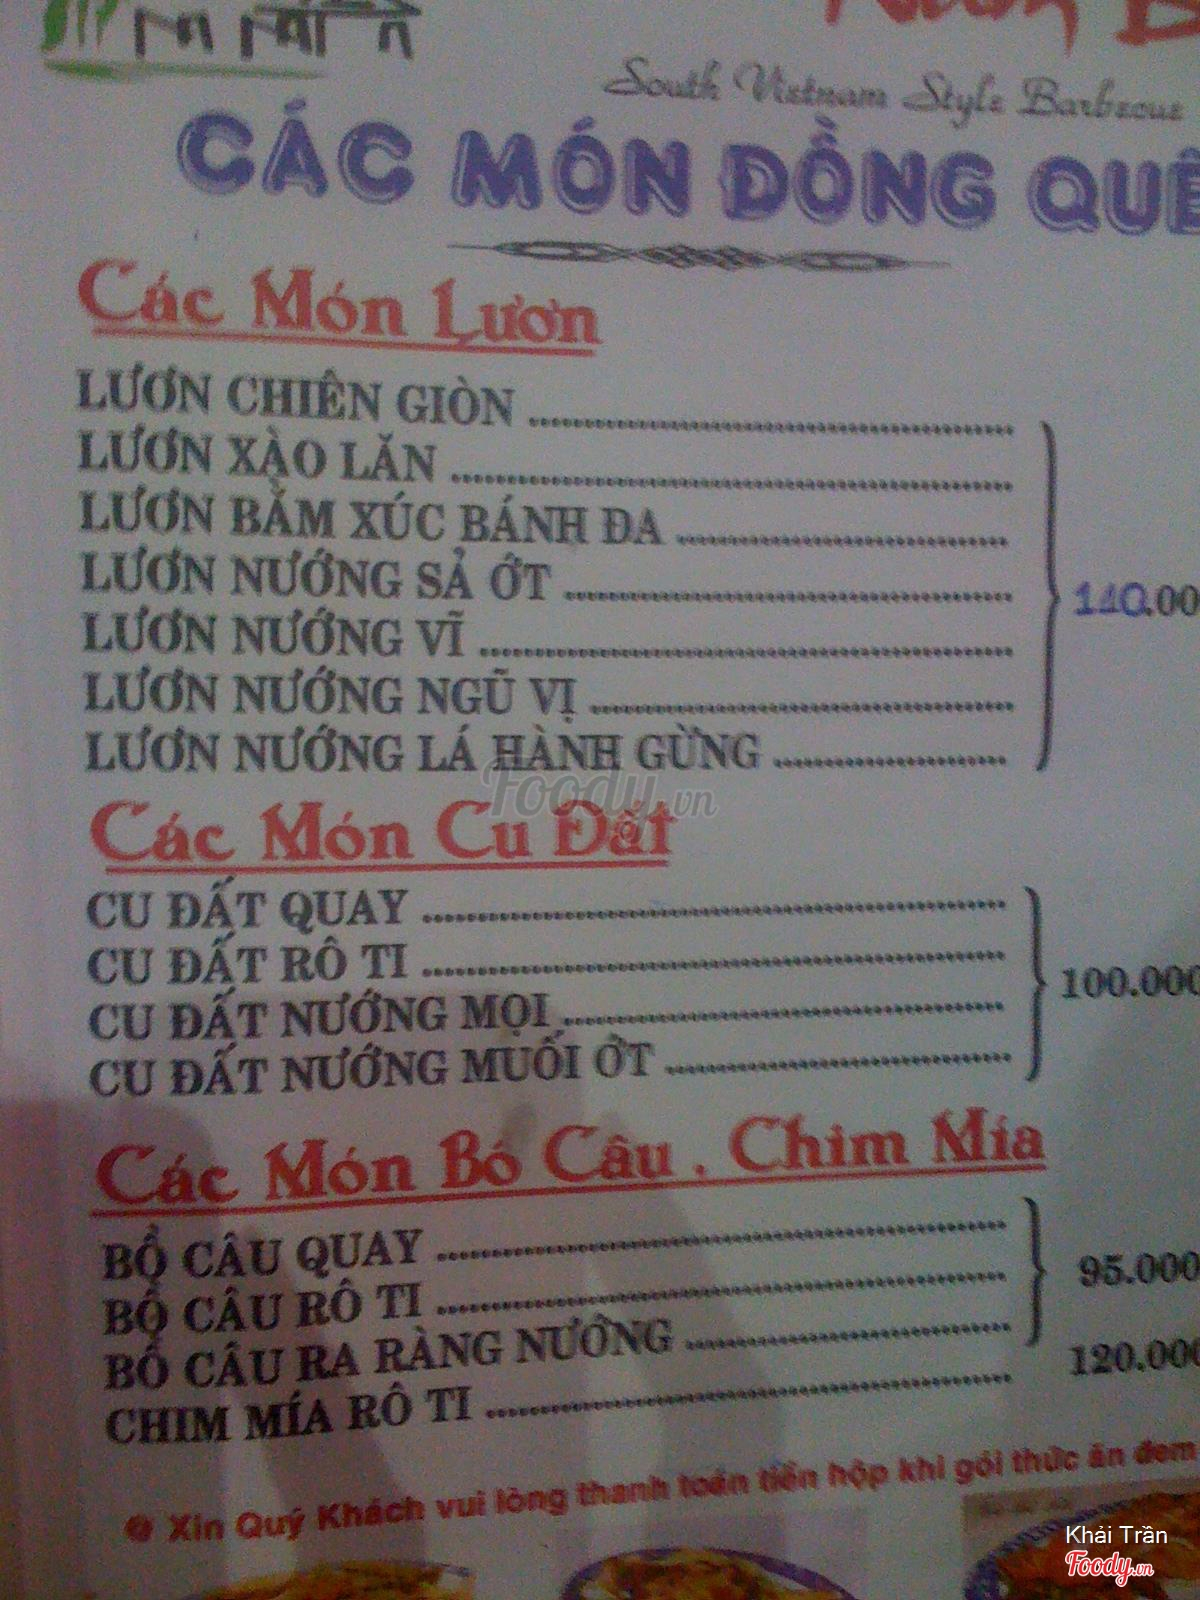 South Vietnam Style Barbecue
CÁC MÓN ĐỒNG QUÊ
Các Món Lươn
LƯƠN CHIÊN GIÒN
LƯƠN XÀO LĂN
LƯƠN BẰM XÚC BÁNH ĐA
LƯƠN NƯỚNG SẢ ỚT
LƯƠN NƯỚNG VĨ
LƯƠN NƯỚNG NGŨ VỊ
LƯƠN NƯỚNG LÁ HÀNH GỪNG
110.00
Foody.vn
Các Món Cu Đất
CU ĐẤT QUAY
CU ĐẤT RÔ TI
CU ĐẤT NƯỚNG MỌI
CU ĐẤT NƯỚNG MUỐI ỚT
100.000
Các Món Bồ Câu . Chim Mía
BỒ CÂU QUAY
BỒ CÂU RÔ TI
BỒ CÂU RA RÀNG NƯỚNG
95.000
CHIM MÍA RÔ TI
120.000
Xin Quý Khách vui lòng thanh toán tiền hộp khi gói thức ăn đem
Khải Trần
Foody.vn